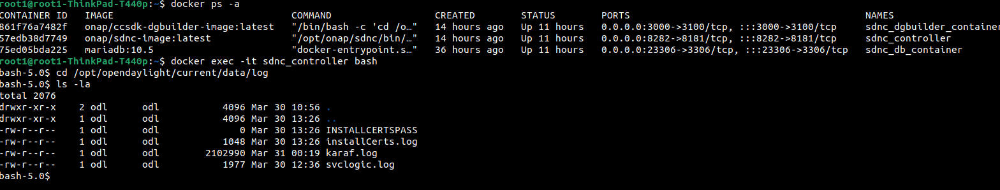 root1@root1-ThinkPad-T440p:~$ docker ps -a
CONTAINER ID   IMAGE                              COMMAND                  CREATED        STATUS        PORTS                                         NAMES
861f76a7482f   onap/ccsdk-dgbuilder-image:latest   "/bin/bash -c 'cd /o…"   14 hours ago   Up 11 hours   0.0.0.0:3000->3100/tcp, :::3000->3100/tcp     sdnc_dgbuilder_container
57edb38d7749   onap/sdnc-image:latest              "/opt/onap/sdnc/bin/…"   14 hours ago   Up 11 hours   0.0.0.0:8282->8181/tcp, :::8282->8181/tcp     sdnc_controller
75ed05bda225   mariadb:10.5                        "docker-entrypoint.s…"   36 hours ago   Up 11 hours   0.0.0.0:23306->3306/tcp, :::23306->3306/tcp   sdnc_db_container
root1@root1-ThinkPad-T440p:~$ docker exec -it sdnc_controller bash
bash-5.0$ cd /opt/opendaylight/current/data/log
bash-5.0$ ls -la
total 2076
drwxr-xr-x    2 odl      odl           4096 Mar 30 10:56 .
drwxr-xr-x    1 odl      odl           4096 Mar 30 13:26 ..
-rw-r--r--    1 odl      odl              0 Mar 30 13:26 INSTALLCERTSPASS
-rw-r--r--    1 odl      odl           1048 Mar 30 13:26 installCerts.log
-rw-r--r--    1 odl      odl        2102990 Mar 31 00:19 karaf.log
-rw-r--r--    1 odl      odl           1977 Mar 30 12:36 svclogic.log
bash-5.0$